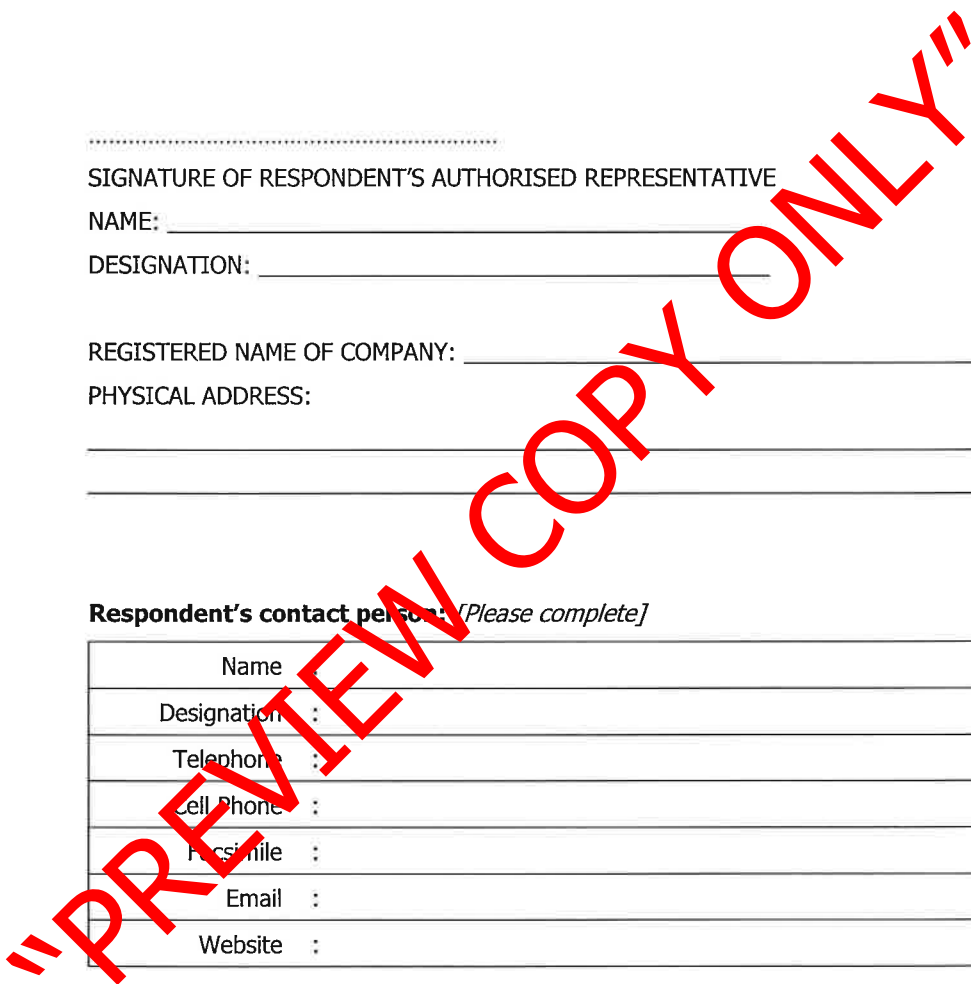 SIGNATURE OF RESPONDENT'S AUTHORISED REPRESENTATIVE
NAME:
DESIGNATION:
REGISTERED NAME OF COMPANY:
PHYSICAL ADDRESS:
Respondent's contact person: [Please complete]
Name :
Designation :
Telephone :
Cell Phone :
Facsimile :
Email :
Website :
"PREVIEW COPY ONLY"